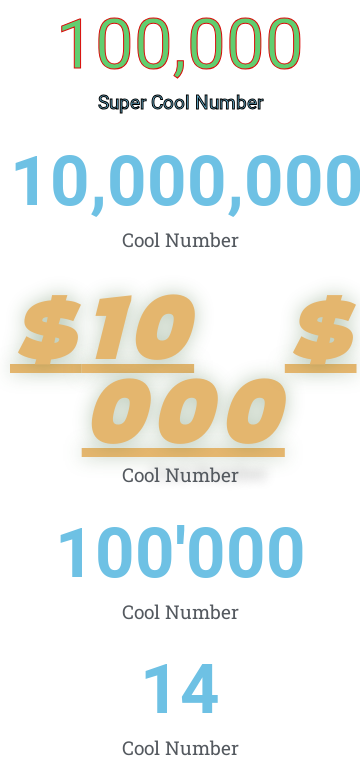 100,000
Super Cool Number
10,000,000
Cool Number
$10 $
000
Cool Number
100'000
Cool Number
14
Cool Number